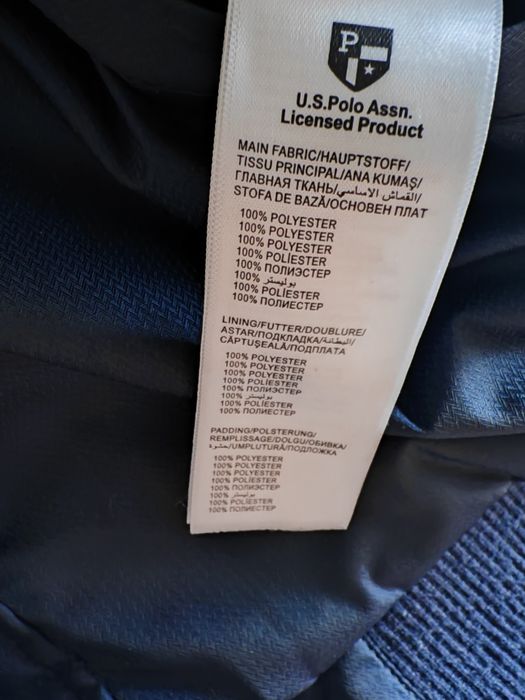 P
U.S.Polo Assn.
Licensed Product
MAIN FABRIC/HAUPTSTOFF/
TISSU PRINCIPAL/ANA KUMAŞ/
ГЛАВНАЯ ТКАНЬ/القماش الاساسي/
STOFA DE BAZĂ/ОСНОВЕН ПЛАТ
100% POLYESTER
100% POLYESTER
100% POLYESTER
100% POLİESTER
100% ПОЛИЭСТЕР
100% بوليستر
100% POLIESTER
100% ПОЛИЕСТЕР
LINING/FUTTER/DOUBLURE/
ASTAR/ПОДКЛАДКА/البطانة/
CĂPTUŞEALĂ/ПОДПЛАТА
100% POLYESTER
100% POLYESTER
100% POLYESTER
100% POLİESTER
100% ПОЛИЭСТЕР
100% بوليستر
100% POLIESTER
100% ПОЛИЕСТЕР
PADDING/POLSTERUNG/
REMPLISSAGE/DOLGU/ОБИВКА/
حشوة/UMPLUTURĂ/ПОДЛОЖКА
100% POLYESTER
100% POLYESTER
100% POLYESTER
100% POLİESTER
100% ПОЛИЭСТЕР
100% بوليستر
100% POLIESTER
100% ПОЛИЕСТЕР